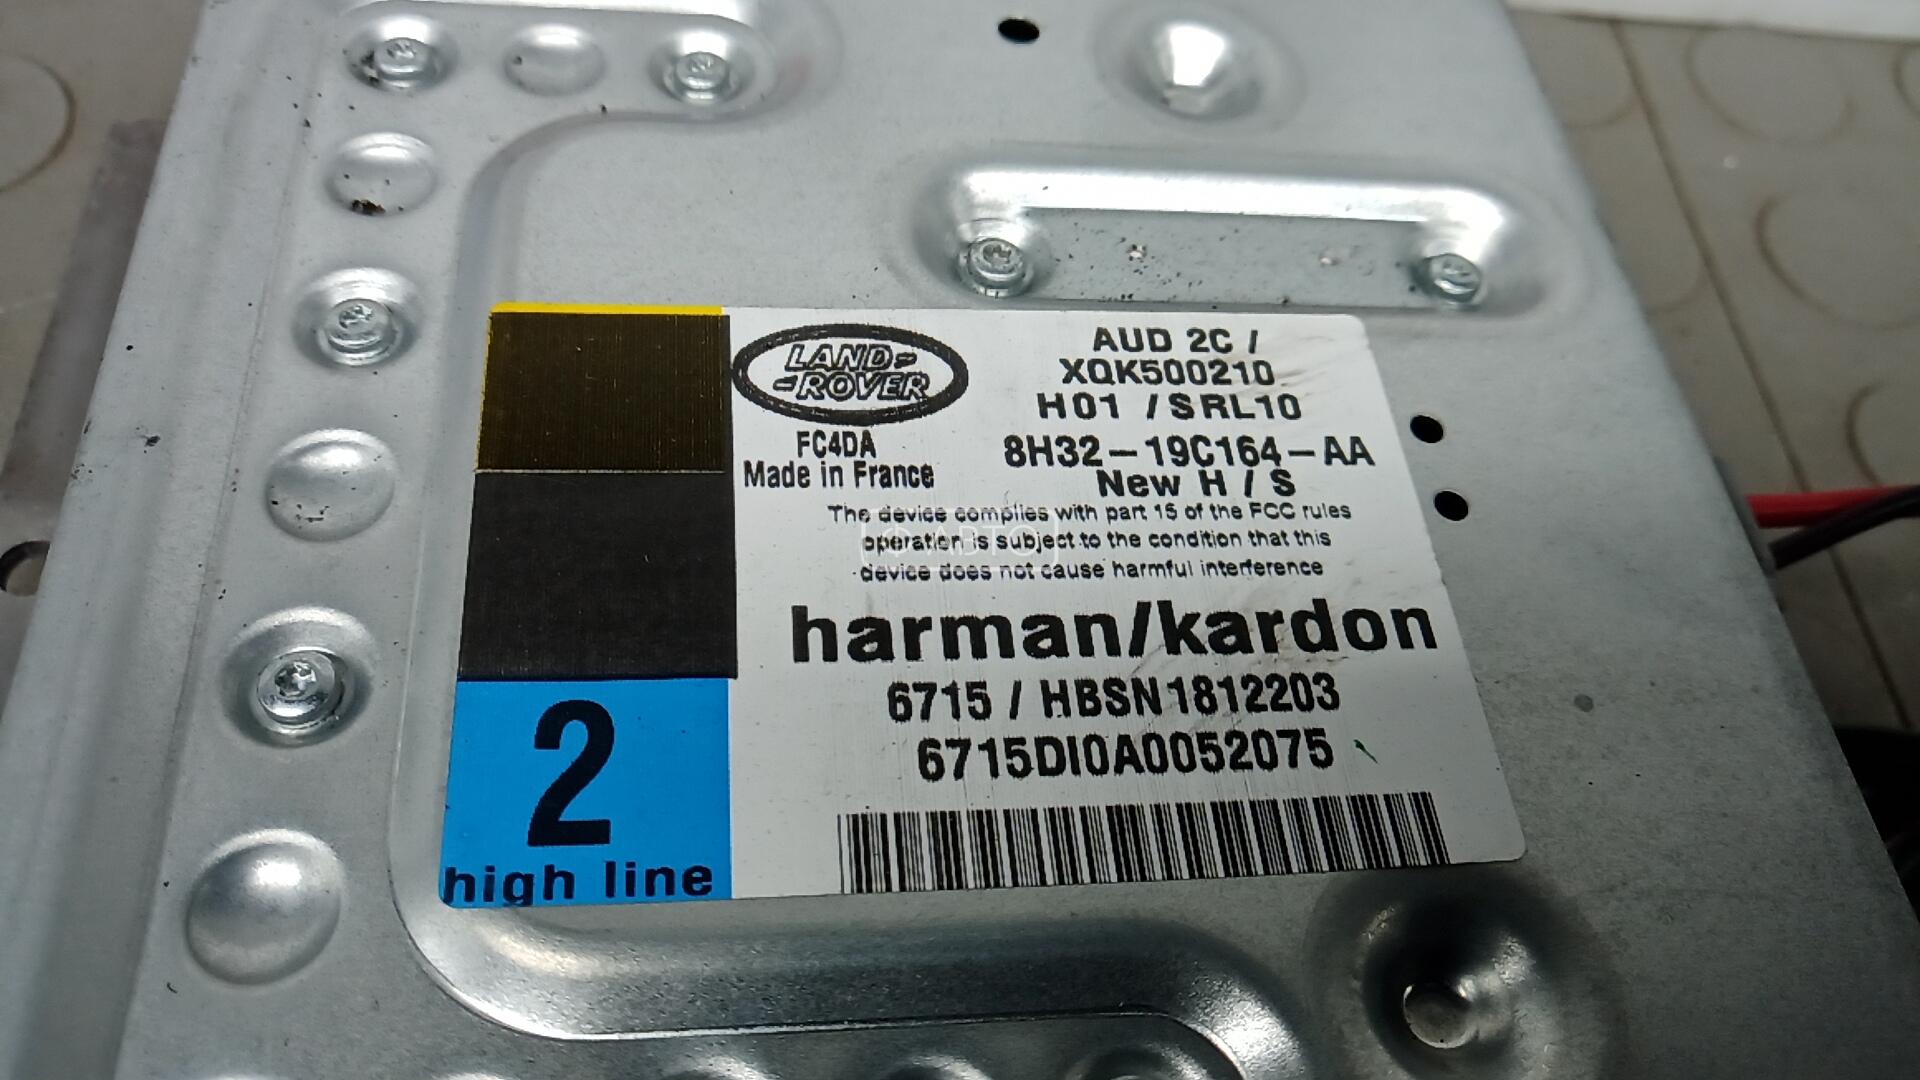 LAND-
-ROVER
FC4DA
Made in France
AUD 2C /
XQK500210
H01 / SRL10
8H32-19C164-AA
New H / S
The device complies with part 15 of the FCC rules
operation is subject to the condition that this
device does not cause harmful interference
АВТО
harman/kardon
6715 / HBSN1812203
6715DI0A0052075
2
high line